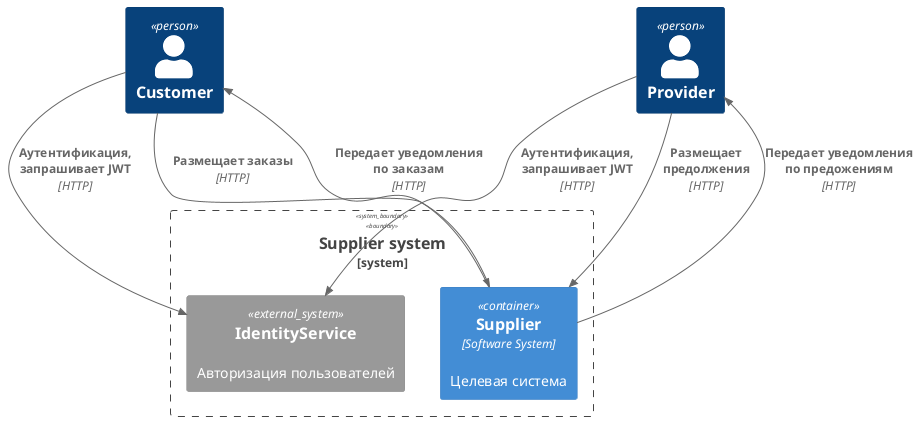 «person»
Customer
«person»
Provider
Аутентификация,
запрашивает JWT
[HTTP]
Размещает заказы
[HTTP]
Передает уведомления
по заказам
[HTTP]
Аутентификация,
запрашивает JWT
[HTTP]
Размещает
предолжения
[HTTP]
Передает уведомления
по предожениям
[HTTP]
«system_boundary»
«boundary»
Supplier system
[system]
«external_system»
IdentityService
Авторизация пользователей
«container»
Supplier
[Software System]
Целевая система